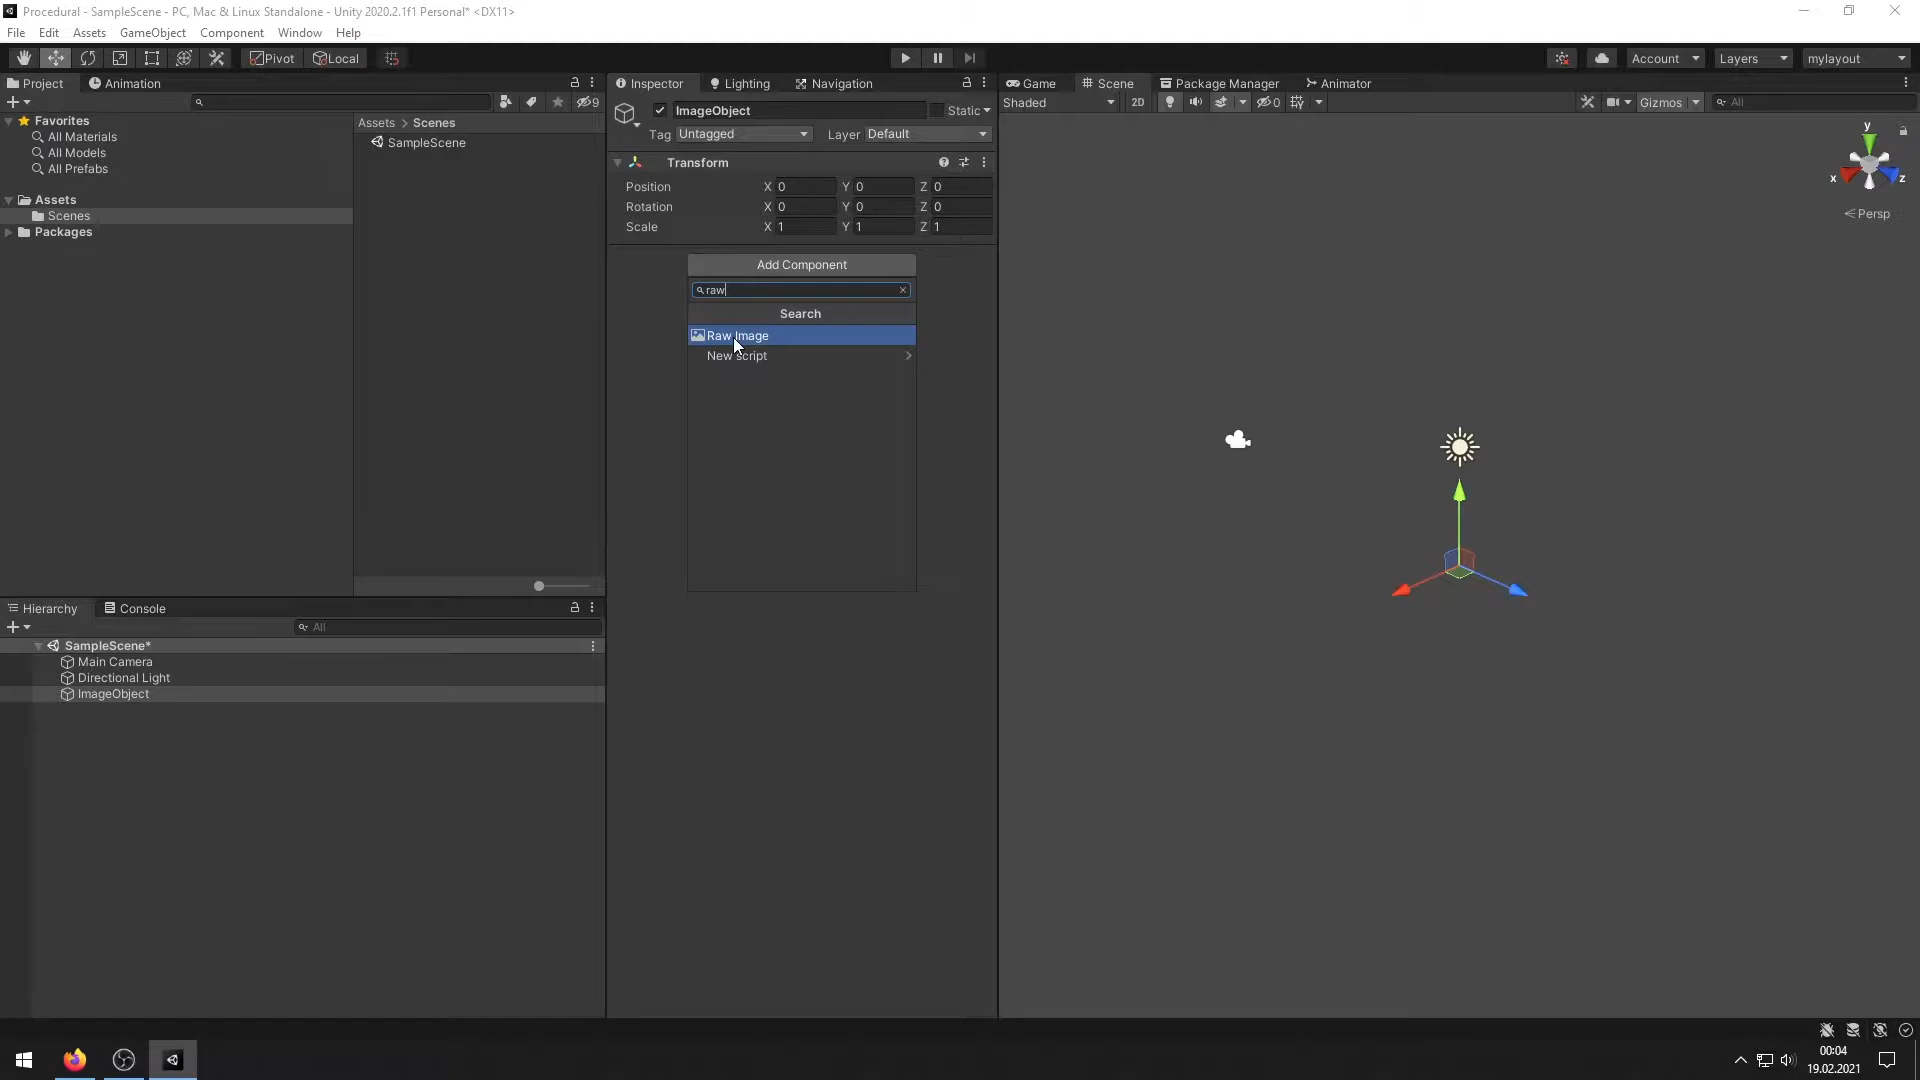 Procedural - SampleScene - PC, Mac & Linux Standalone - Unity 2020.2.1f1 Personal* <DX11>
File Edit Assets GameObject Component Window Help
Pivot Local Account Layers mylayout
Project Animation
9
Favorites
All Materials
All Models
All Prefabs
Assets
Scenes
Packages
Assets > Scenes
SampleScene
Inspector Lighting Navigation
ImageObject Static
Tag Untagged Layer Default
Transform
Position X 0 Y 0 Z 0
Rotation X 0 Y 0 Z 0
Scale X 1 Y 1 Z 1
Add Component
raw
Search
Raw Image
New script
Game Scene Package Manager Animator
Shaded 2D 0 Gizmos All
y
x z
Persp
Hierarchy Console
All
SampleScene*
Main Camera
Directional Light
ImageObject
00:04
19.02.2021